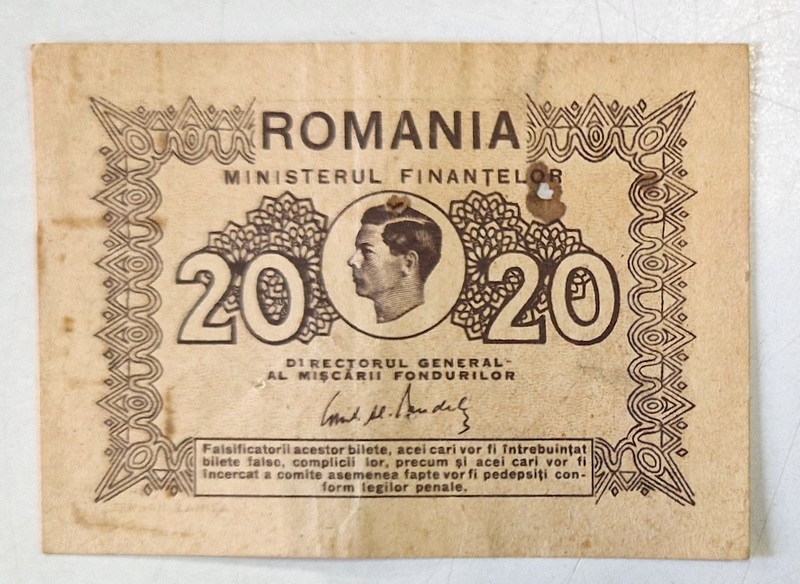 ROMANIA
MINISTERUL FINANȚELOR
20 20
DIRECTORUL GENERAL
AL MIȘCĂRII FONDURILOR
Falsificatorii acestor bilete, acei cari vor fi întrebuințat
bilete false, complicii lor, precum și acei cari vor fi
încercat a comite asemenea fapte vor fi pedepsiți con-
form legilor penale.